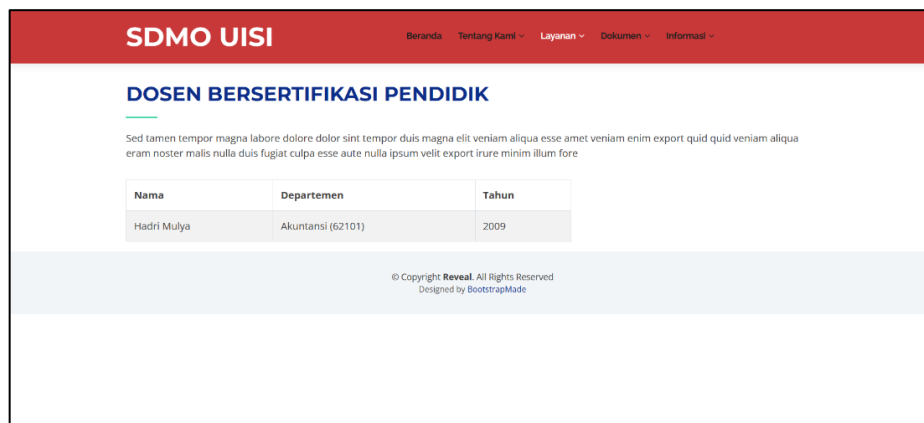 SDMO UISI
Beranda Tentang Kami Layanan Dokumen Informasi
DOSEN BERSERTIFIKASI PENDIDIK
Sed tamen tempor magna labore dolore dolor sint tempor duis magna elit veniam aliqua esse amet veniam enim export quid quid veniam aliqua
eram noster malis nulla duis fugiat culpa esse aute nulla ipsum velit export irure minim illum fore
Nama Departemen Tahun
Hadri Mulya Akuntansi (62101) 2009
© Copyright Reveal. All Rights Reserved
Designed by BootstrapMade